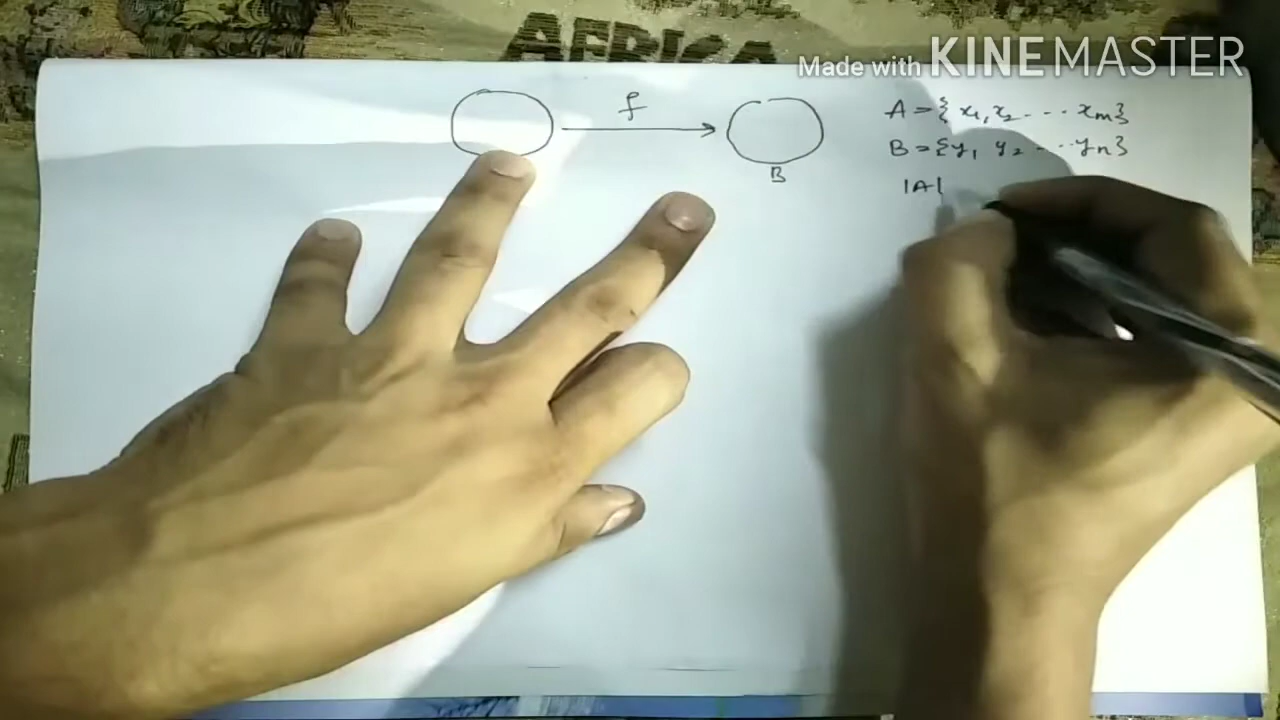 AFRICA
Made with KINEMASTER
f
A = { x₁, x₂ . . . . xₘ}
B = {y₁ y₂ . . . . yₙ}
B
|A|